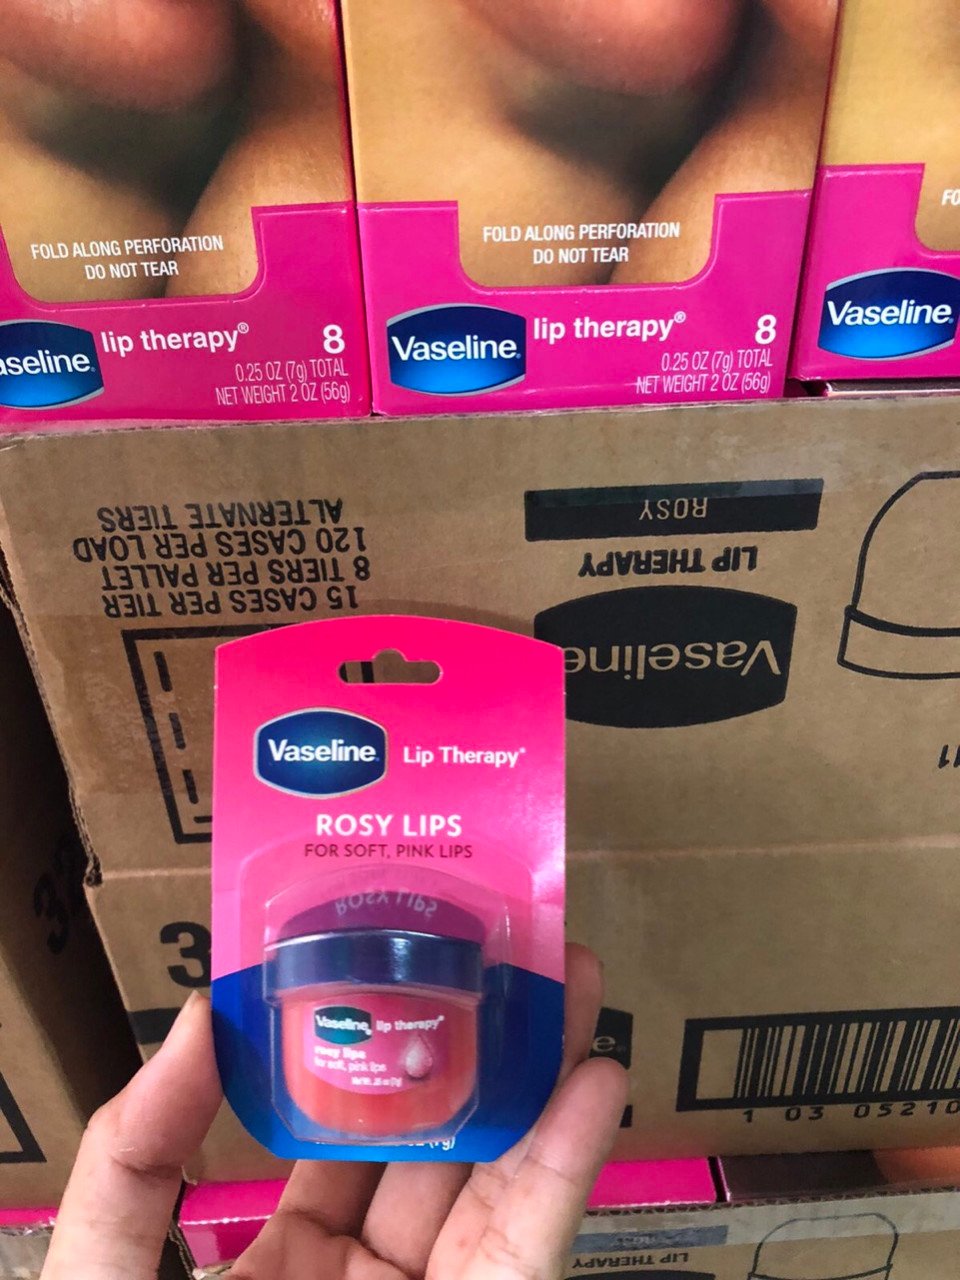 FOLD ALONG PERFORATION
DO NOT TEAR
lip therapy®
8
0.25 OZ (7g) TOTAL
NET WEIGHT 2 OZ (56g)
FOLD ALONG PERFORATION
DO NOT TEAR
Vaseline
lip therapy®
8
0.25 OZ (7g) TOTAL
NET WEIGHT 2 OZ (56g)
Vaseline
ROSY
LIP THERAPY
Vaseline
15 CASES PER TIER
8 TIERS PER PALLET
120 CASES PER LOAD
ALTERNATE TIERS
Vaseline Lip Therapy®
ROSY LIPS
FOR SOFT, PINK LIPS
ROSY LIPS
Vaseline lip therapy®
rosy lips
for soft, pink lips
3
1 03 05210
LIP THERAPY